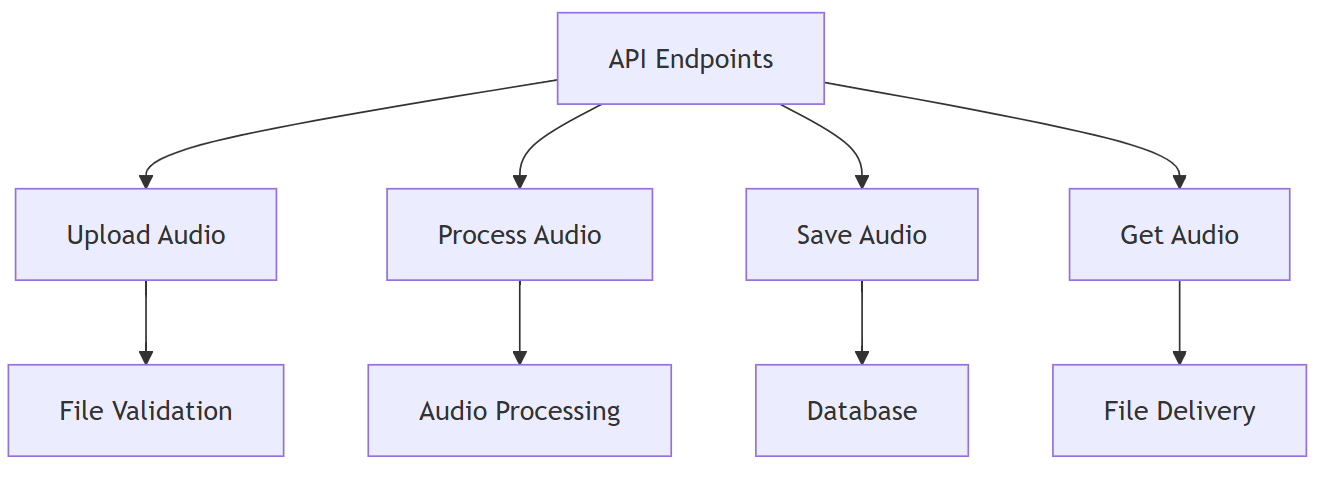 API Endpoints
Upload Audio
Process Audio
Save Audio
Get Audio
File Validation
Audio Processing
Database
File Delivery